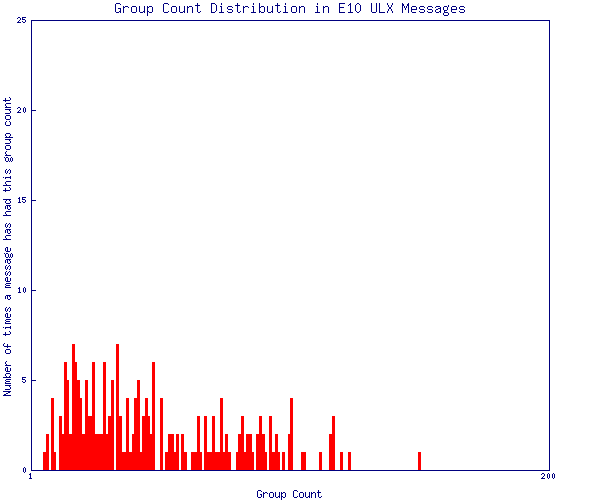 Group Count Distribution in E10 ULX Messages
25
20
15
10
5
0
Number of times a message has had this group count
1
200
Group Count